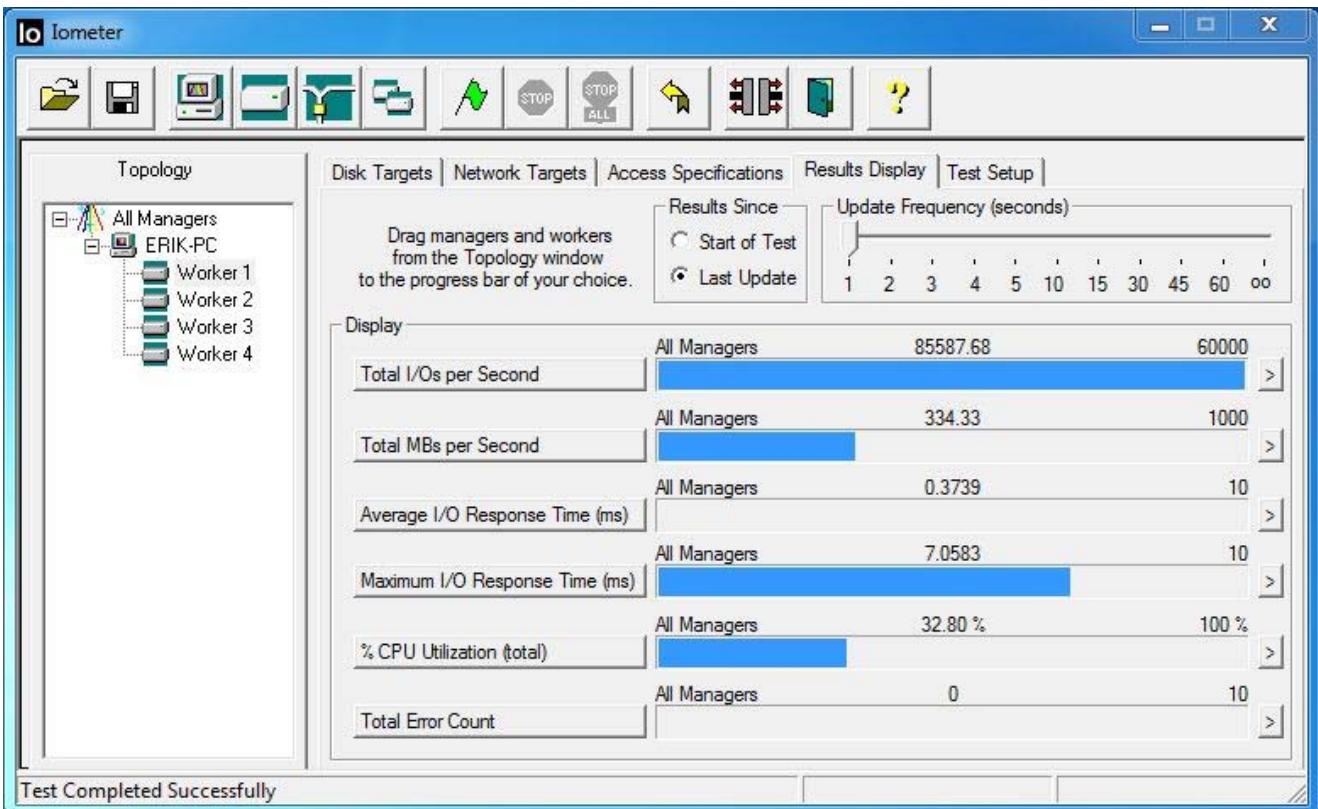 Io Iometer
STOP
STOP ALL
?
Topology
All Managers
ERIK-PC
Worker 1
Worker 2
Worker 3
Worker 4
Disk Targets Network Targets Access Specifications Results Display Test Setup
Drag managers and workers
from the Topology window
to the progress bar of your choice.
Results Since
Start of Test
Last Update
Update Frequency (seconds)
1 2 3 4 5 10 15 30 45 60 oo
Display
All Managers 85587.68 60000
Total I/Os per Second >
All Managers 334.33 1000
Total MBs per Second >
All Managers 0.3739 10
Average I/O Response Time (ms) >
All Managers 7.0583 10
Maximum I/O Response Time (ms) >
All Managers 32.80 % 100 %
% CPU Utilization (total) >
All Managers 0 10
Total Error Count >
Test Completed Successfully